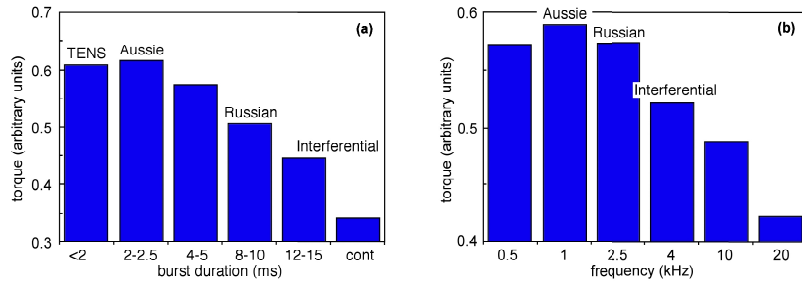 (a)
torque (arbitrary units)
0.7
0.6
0.5
0.4
0.3
TENS
Aussie
Russian
Interferential
<2 2-2.5 4-5 8-10 12-15 cont
burst duration (ms)
(b)
torque (arbitrary units)
0.6
0.5
0.4
Aussie
Russian
Interferential
0.5 1 2.5 4 10 20
frequency (kHz)